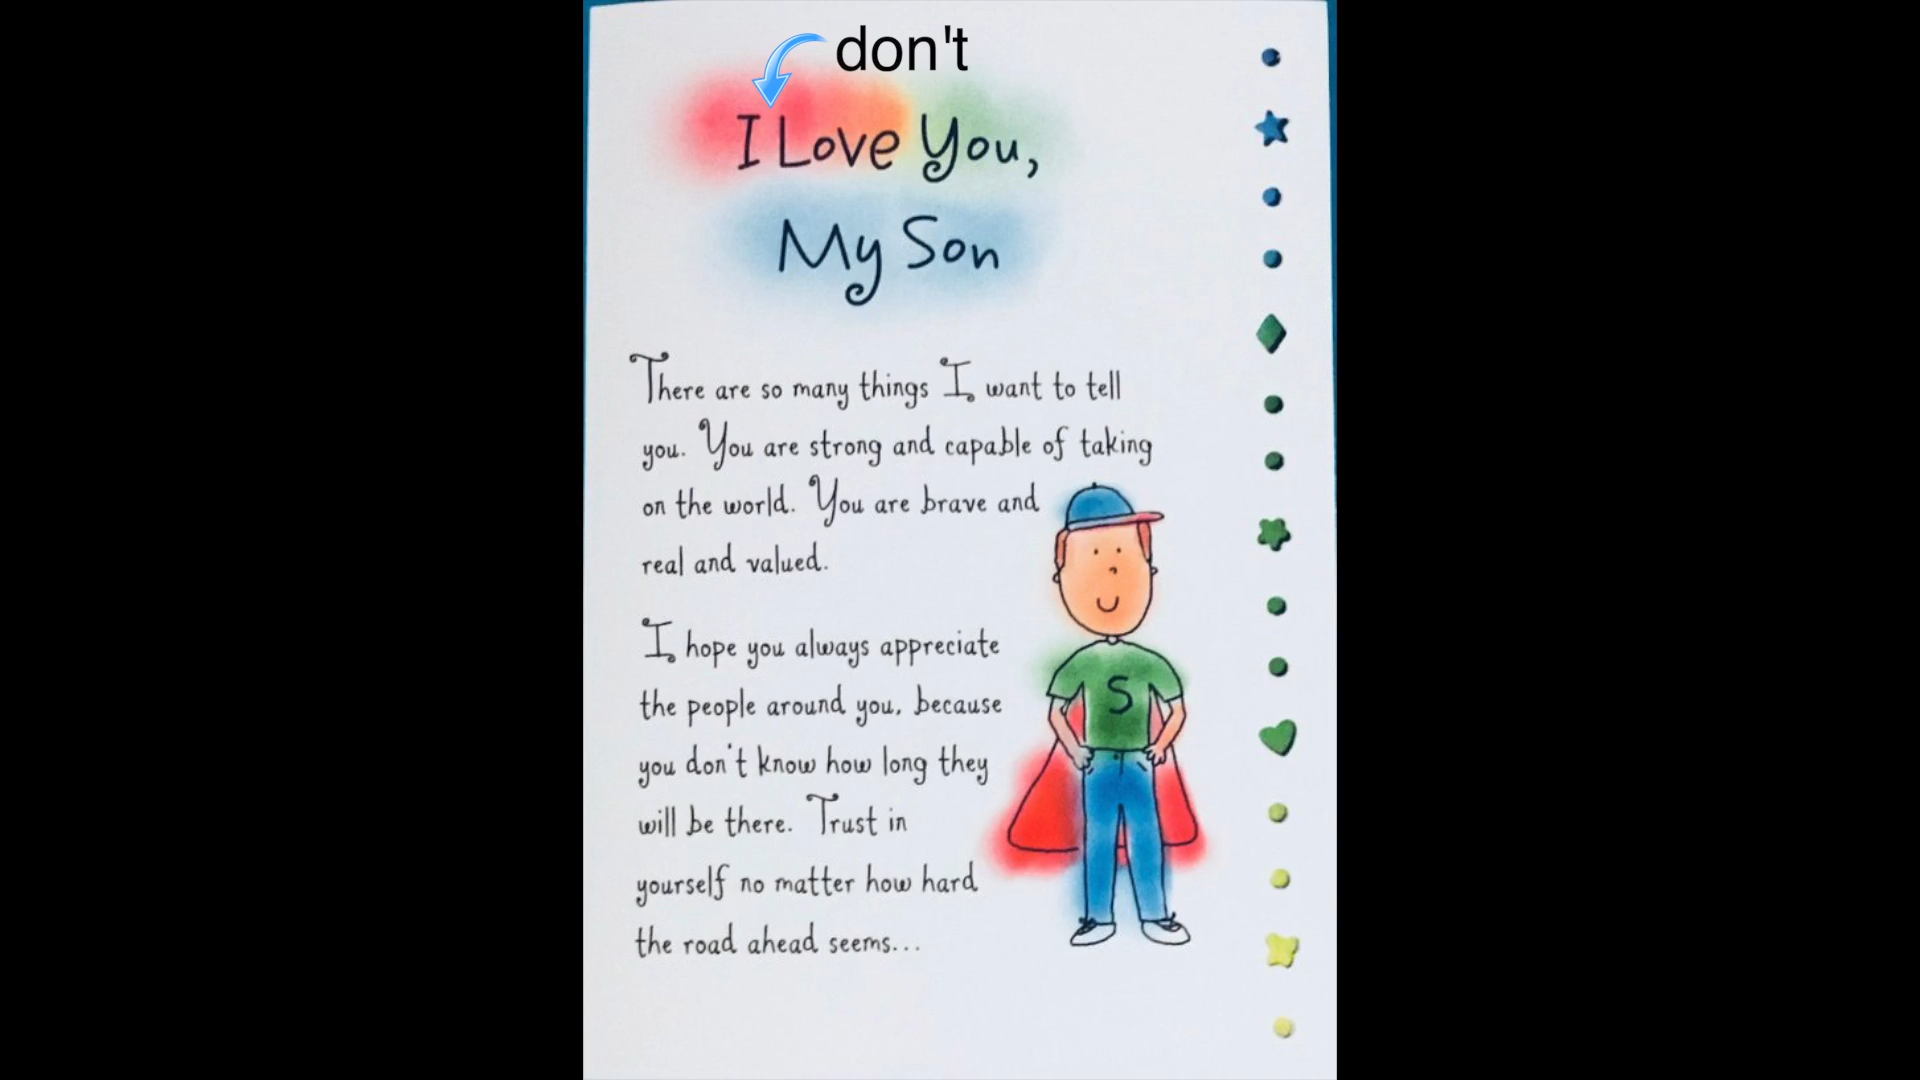 don't
I Love You,
My Son
There are so many things I want to tell
you. You are strong and capable of taking
on the world. You are brave and
real and valued.
I hope you always appreciate
the people around you, because
you don't know how long they
will be there. Trust in
yourself no matter how hard
the road ahead seems...
S